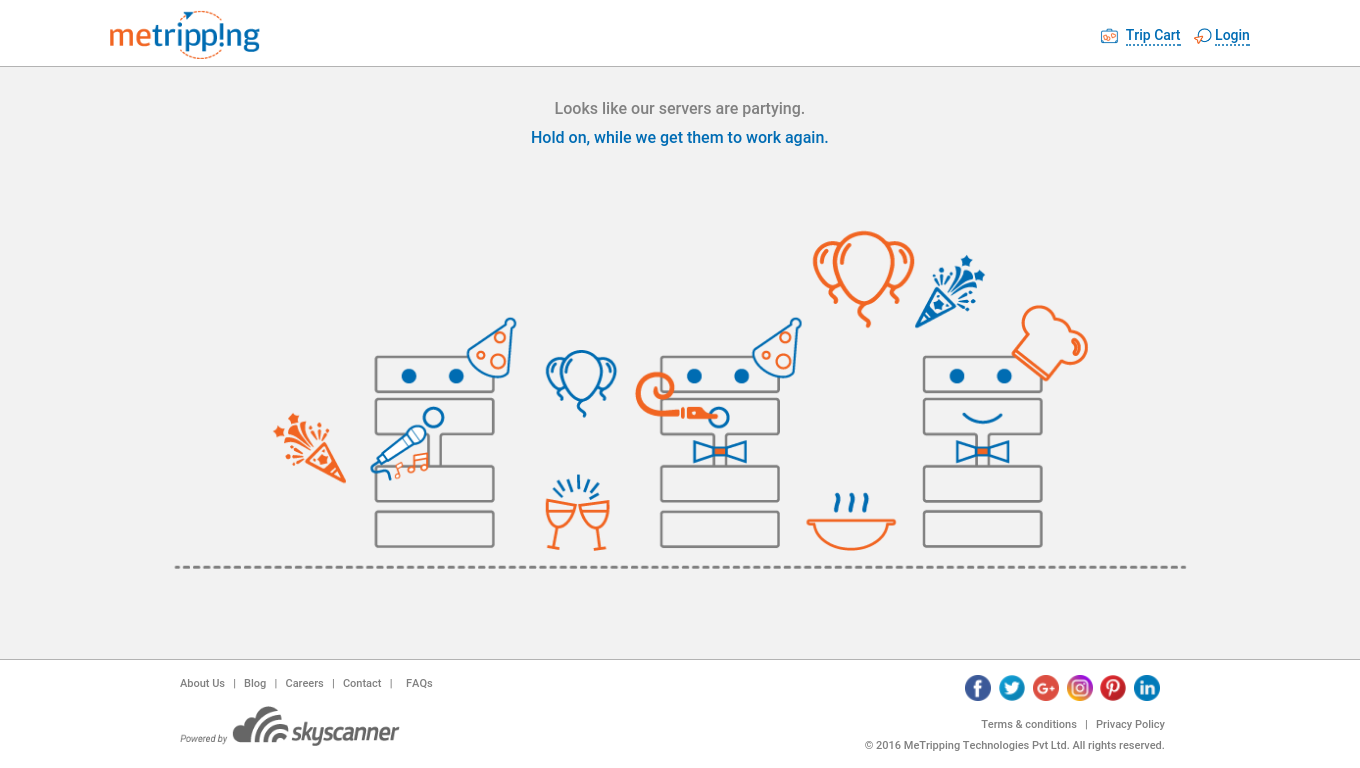 metripp!ng
Trip Cart
Login
Looks like our servers are partying.
Hold on, while we get them to work again.
About Us | Blog | Careers | Contact | FAQs
Powered by skyscanner
Terms & conditions | Privacy Policy
© 2016 MeTripping Technologies Pvt Ltd. All rights reserved.